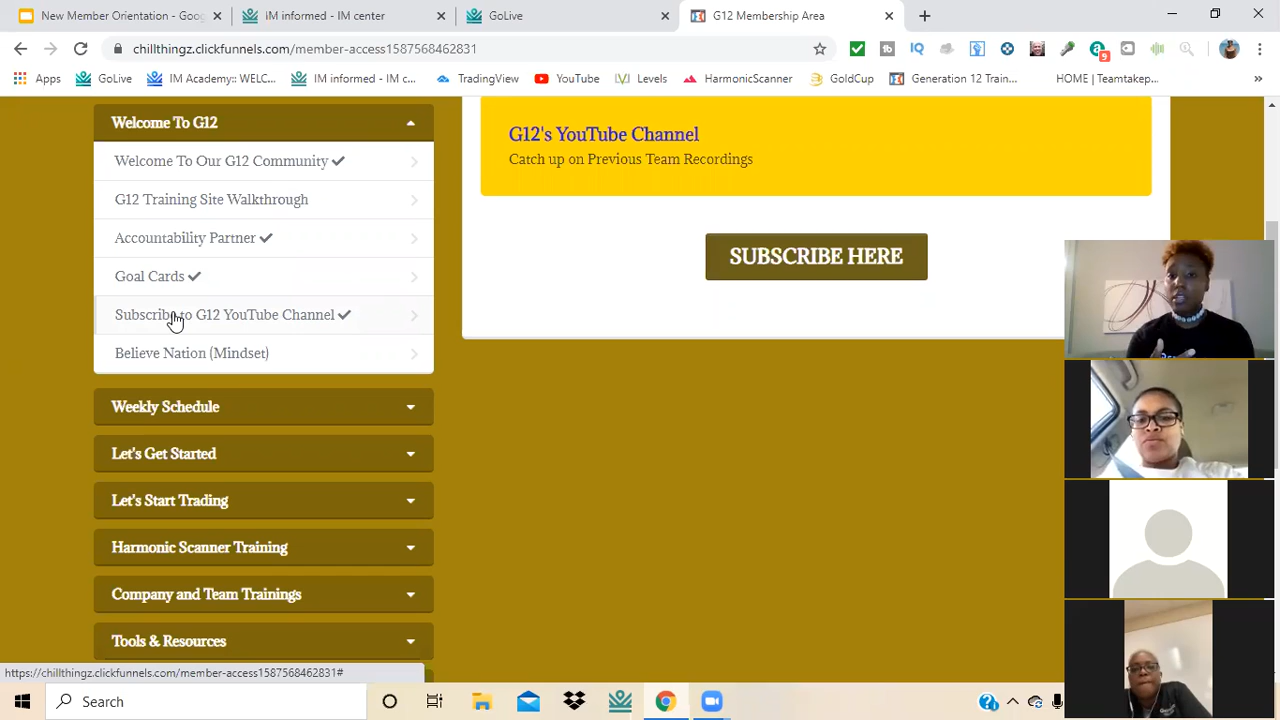 New Member Orientation - Goog
iM informed - IM center
GoLive
G12 Membership Area
chillthingz.clickfunnels.com/member-access1587568462831
Apps
GoLive
IM Academy:: WELC...
IM informed - IM c...
TradingView
YouTube
Levels
HarmonicScanner
GoldCup
Generation 12 Train...
HOME | Teamtakep...
»
IQ
9
Welcome To G12
Welcome To Our G12 Community
G12 Training Site Walkthrough
Accountability Partner
Goal Cards
Subscribe to G12 YouTube Channel
Believe Nation (Mindset)
Weekly Schedule
Let's Get Started
Let's Start Trading
Harmonic Scanner Training
Company and Team Trainings
Tools & Resources
G12's YouTube Channel
Catch up on Previous Team Recordings
SUBSCRIBE HERE
https://chillthingz.clickfunnels.com/member-access1587568462831#
Search